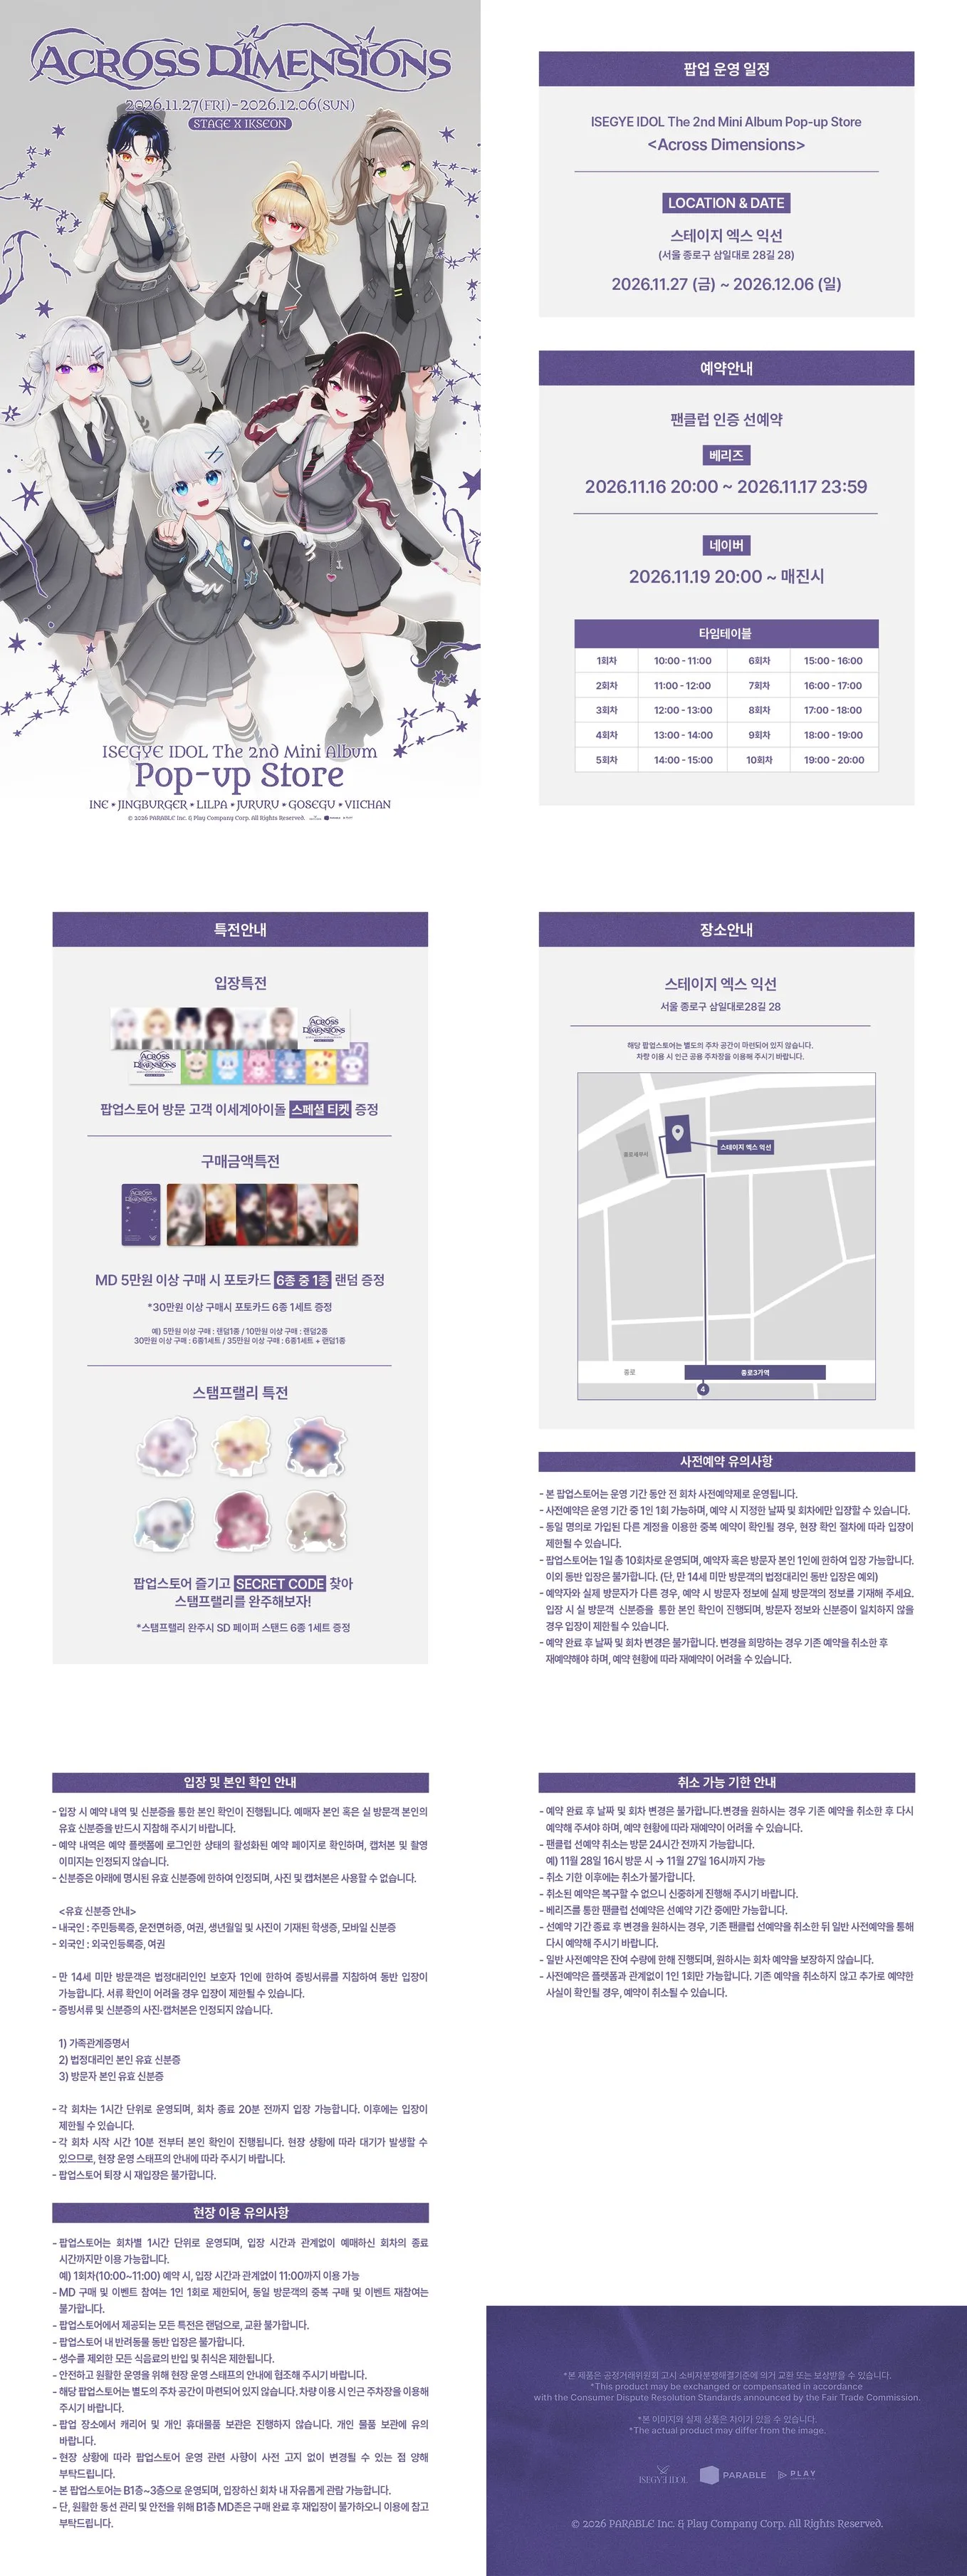 ACROSS DIMENSIONS
2026.11.27(FRI)-2026.12.06(SUN)
STAGE X IKSEON
ISEGYE IDOL The 2nd Mini Album
Pop-up Store
INE • JINGBURGER • LILPA • JURURU • GOSEGU • VIICHAN
© 2026 PARABLE Inc. & Play Company Corp. All Rights Reserved.
팝업 운영 일정
ISEGYE IDOL The 2nd Mini Album Pop-up Store
<Across Dimensions>
LOCATION & DATE
스테이지 엑스 익선
(서울 종로구 삼일대로 28길 28)
2026.11.27 (금) ~ 2026.12.06 (일)
예약안내
팬클럽 인증 선예약
베리즈
2026.11.16 20:00 ~ 2026.11.17 23:59
네이버
2026.11.19 20:00 ~ 매진시
타임테이블
1회차 10:00 - 11:00 6회차 15:00 - 16:00
2회차 11:00 - 12:00 7회차 16:00 - 17:00
3회차 12:00 - 13:00 8회차 17:00 - 18:00
4회차 13:00 - 14:00 9회차 18:00 - 19:00
5회차 14:00 - 15:00 10회차 19:00 - 20:00
특전안내
입장특전
ACROSS DIMENSIONS
ACROSS DIMENSIONS
팝업스토어 방문 고객 이세계아이돌 스페셜 티켓 증정
구매금액특전
ACROSS DIMENSIONS
MD 5만원 이상 구매 시 포토카드 6종 중 1종 랜덤 증정
*30만원 이상 구매시 포토카드 6종 1세트 증정
예) 5만원 이상 구매 : 랜덤1종 / 10만원 이상 구매 : 랜덤2종
30만원 이상 구매 : 6종1세트 / 35만원 이상 구매 : 6종1세트 + 랜덤1종
스탬프랠리 특전
팝업스토어 즐기고 SECRET CODE 찾아
스탬프랠리를 완주해보자!
*스탬프랠리 완주시 SD 페이퍼 스탠드 6종 1세트 증정
장소안내
스테이지 엑스 익선
서울 종로구 삼일대로28길 28
해당 팝업스토어는 별도의 주차 공간이 마련되어 있지 않습니다.
차량 이용 시 인근 공용 주차장을 이용해 주시기 바랍니다.
종로세무서
스테이지 엑스 익선
종로
종로3가역
4
사전예약 유의사항
- 본 팝업스토어는 운영 기간 동안 전 회차 사전예약제로 운영됩니다.
- 사전예약은 운영 기간 중 1인 1회 가능하며, 예약 시 지정한 날짜 및 회차에만 입장할 수 있습니다.
- 동일 명의로 가입된 다른 계정을 이용한 중복 예약이 확인될 경우, 현장 확인 절차에 따라 입장이
제한될 수 있습니다.
- 팝업스토어는 1일 총 10회차로 운영되며, 예약자 혹은 방문자 본인 1인에 한하여 입장 가능합니다.
이외 동반 입장은 불가합니다. (단, 만 14세 미만 방문객의 법정대리인 동반 입장은 예외)
- 예약자와 실제 방문자가 다른 경우, 예약 시 방문자 정보에 실제 방문객의 정보를 기재해 주세요.
입장 시 실 방문객 신분증을 통한 본인 확인이 진행되며, 방문자 정보와 신분증이 일치하지 않을
경우 입장이 제한될 수 있습니다.
- 예약 완료 후 날짜 및 회차 변경은 불가합니다. 변경을 희망하는 경우 기존 예약을 취소한 후
재예약해야 하며, 예약 현황에 따라 재예약이 어려울 수 있습니다.
입장 및 본인 확인 안내
- 입장 시 예약 내역 및 신분증을 통한 본인 확인이 진행됩니다. 예매자 본인 혹은 실 방문객 본인의
유효 신분증을 반드시 지참해 주시기 바랍니다.
- 예약 내역은 예약 플랫폼에 로그인한 상태의 활성화된 예약 페이지로 확인하며, 캡처본 및 촬영
이미지는 인정되지 않습니다.
- 신분증은 아래에 명시된 유효 신분증에 한하여 인정되며, 사진 및 캡처본은 사용할 수 없습니다.
<유효 신분증 안내>
- 내국인 : 주민등록증, 운전면허증, 여권, 생년월일 및 사진이 기재된 학생증, 모바일 신분증
- 외국인 : 외국인등록증, 여권
- 만 14세 미만 방문객은 법정대리인인 보호자 1인에 한하여 증빙서류를 지참하여 동반 입장이
가능합니다. 서류 확인이 어려울 경우 입장이 제한될 수 있습니다.
- 증빙서류 및 신분증의 사진·캡처본은 인정되지 않습니다.
1) 가족관계증명서
2) 법정대리인 본인 유효 신분증
3) 방문자 본인 유효 신분증
- 각 회차는 1시간 단위로 운영되며, 회차 종료 20분 전까지 입장 가능합니다. 이후에는 입장이
제한될 수 있습니다.
- 각 회차 시작 시간 10분 전부터 본인 확인이 진행됩니다. 현장 상황에 따라 대기가 발생할 수
있으므로, 현장 운영 스태프의 안내에 따라 주시기 바랍니다.
- 팝업스토어 퇴장 시 재입장은 불가합니다.
현장 이용 유의사항
- 팝업스토어는 회차별 1시간 단위로 운영되며, 입장 시간과 관계없이 예매하신 회차의 종료
시간까지만 이용 가능합니다.
예) 1회차(10:00~11:00) 예약 시, 입장 시간과 관계없이 11:00까지 이용 가능
- MD 구매 및 이벤트 참여는 1인 1회로 제한되어, 동일 방문객의 중복 구매 및 이벤트 재참여는
불가합니다.
- 팝업스토어에서 제공되는 모든 특전은 랜덤으로, 교환 불가합니다.
- 팝업스토어 내 반려동물 동반 입장은 불가합니다.
- 생수를 제외한 모든 식음료의 반입 및 취식은 제한됩니다.
- 안전하고 원활한 운영을 위해 현장 운영 스태프의 안내에 협조해 주시기 바랍니다.
- 해당 팝업스토어는 별도의 주차 공간이 마련되어 있지 않습니다. 차량 이용 시 인근 주차장을 이용해
주시기 바랍니다.
- 팝업 장소에서 캐리어 및 개인 휴대물품 보관은 진행하지 않습니다. 개인 물품 보관에 유의
바랍니다.
- 현장 상황에 따라 팝업스토어 운영 관련 사항이 사전 고지 없이 변경될 수 있는 점 양해
부탁드립니다.
- 본 팝업스토어는 B1층~3층으로 운영되며, 입장하신 회차 내 자유롭게 관람 가능합니다.
- 단, 원활한 동선 관리 및 안전을 위해 B1층 MD존은 구매 완료 후 재입장이 불가하오니 이용에 참고
부탁드립니다.
취소 가능 기한 안내
- 예약 완료 후 날짜 및 회차 변경은 불가합니다.변경을 원하시는 경우 기존 예약을 취소한 후 다시
예약해 주셔야 하며, 예약 현황에 따라 재예약이 어려울 수 있습니다.
- 팬클럽 선예약 취소는 방문 24시간 전까지 가능합니다.
예) 11월 28일 16시 방문 시 → 11월 27일 16시까지 가능
- 취소 기한 이후에는 취소가 불가합니다.
- 취소된 예약은 복구할 수 없으니 신중하게 진행해 주시기 바랍니다.
- 베리즈를 통한 팬클럽 선예약은 선예약 기간 중에만 가능합니다.
- 선예약 기간 종료 후 변경을 원하시는 경우, 기존 팬클럽 선예약을 취소한 뒤 일반 사전예약을 통해
다시 예약해 주시기 바랍니다.
- 일반 사전예약은 잔여 수량에 한해 진행되며, 원하시는 회차 예약을 보장하지 않습니다.
- 사전예약은 플랫폼과 관계없이 1인 1회만 가능합니다. 기존 예약을 취소하지 않고 추가로 예약한
사실이 확인될 경우, 예약이 취소될 수 있습니다.
*본 제품은 공정거래위원회 고시 소비자분쟁해결기준에 의거 교환 또는 보상받을 수 있습니다.
*This product may be exchanged or compensated in accordance
with the Consumer Dispute Resolution Standards announced by the Fair Trade Commission.
*본 이미지와 실제 상품은 차이가 있을 수 있습니다.
*The actual product may differ from the image.
ISEGYE IDOL PARABLE PLAY
© 2026 PARABLE Inc. & Play Company Corp. All Rights Reserved.